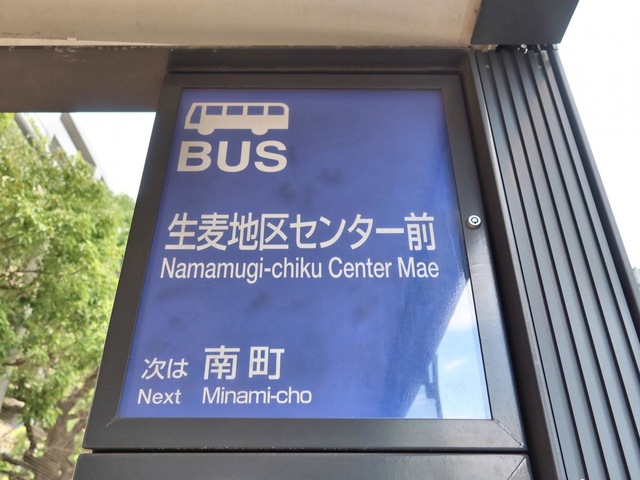 BUS
生麦地区センター前
Namamugi-chiku Center Mae
次は 南町
Next Minami-cho